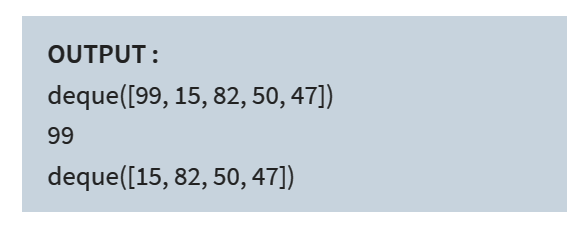 OUTPUT :
deque([99, 15, 82, 50, 47])
99
deque([15, 82, 50, 47])